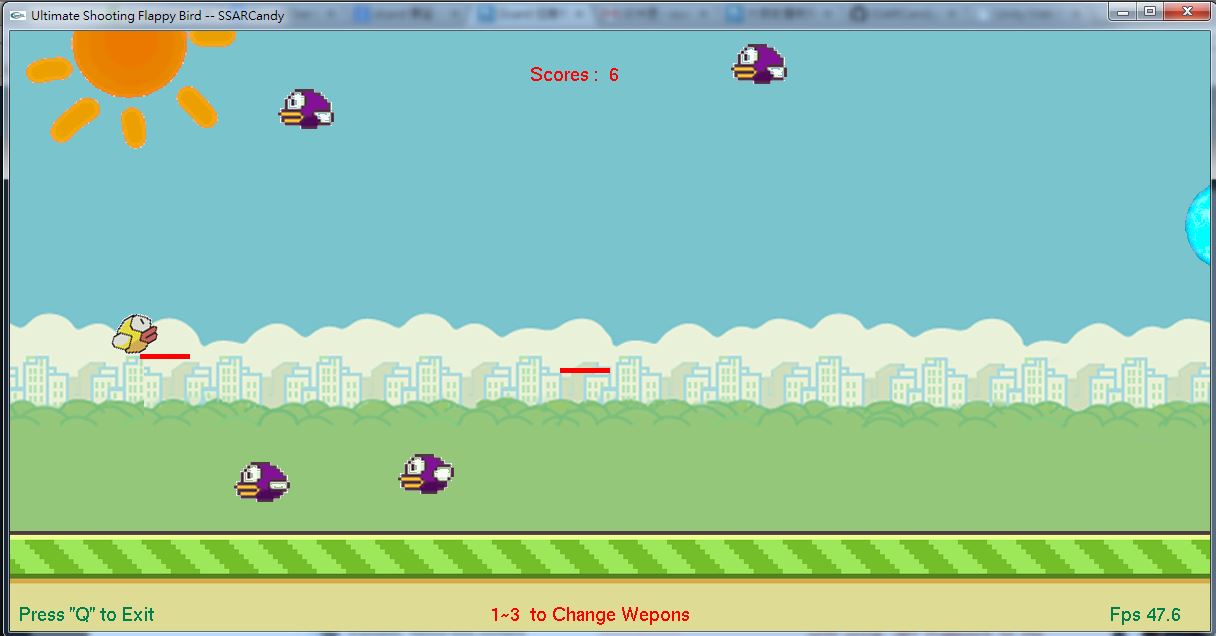 Ultimate Shooting Flappy Bird -- SSARCandy
Scores : 6
Press "Q" to Exit
1~3 to Change Wepons
Fps 47.6